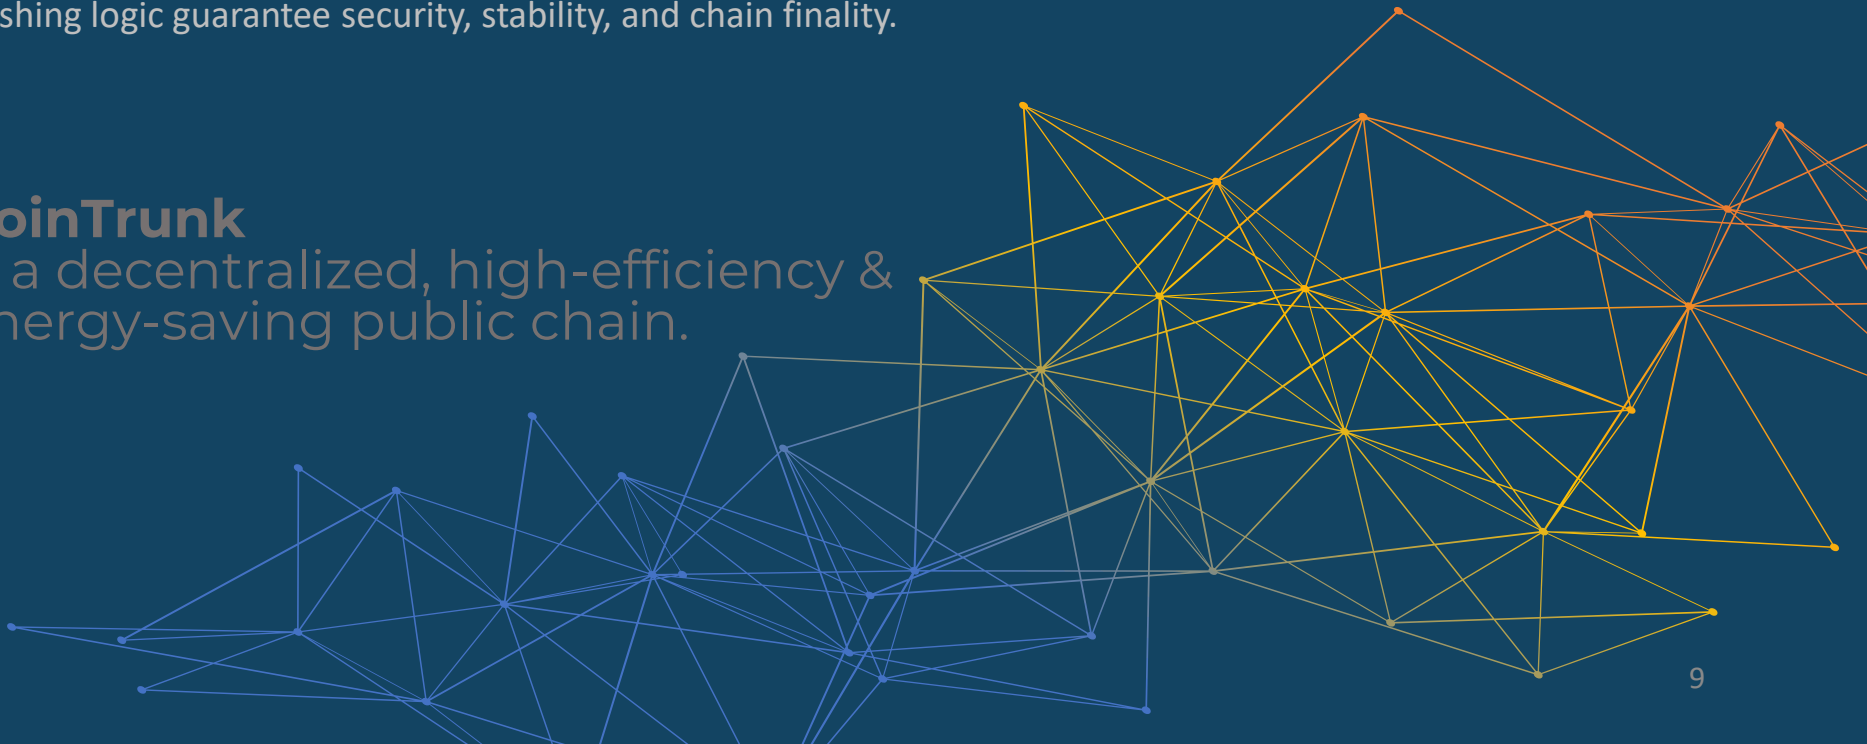 shing logic guarantee security, stability, and chain finality.
oinTrunk
a decentralized, high-efficiency &
nergy-saving public chain.
9